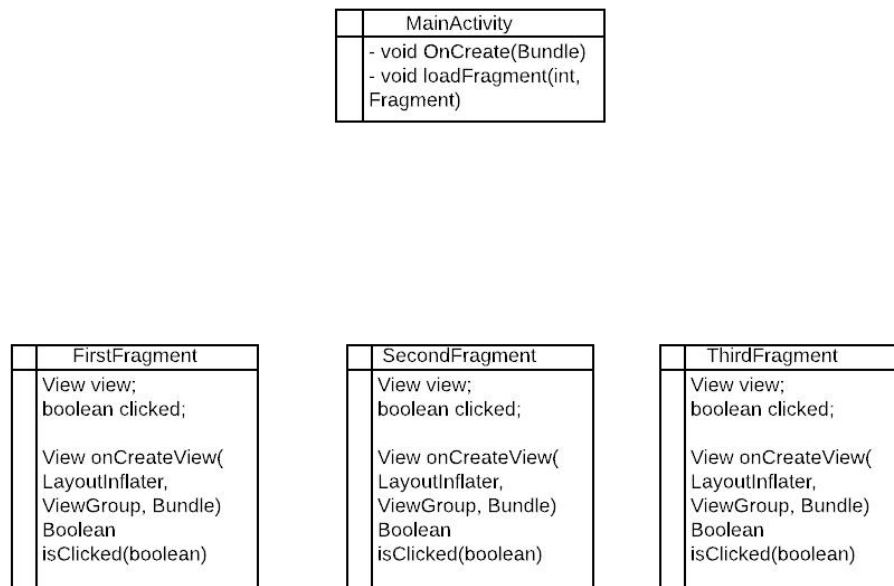 MainActivity
- void OnCreate(Bundle)
- void loadFragment(int,
Fragment)
FirstFragment
View view;
boolean clicked;
View onCreateView(
LayoutInflater,
ViewGroup, Bundle)
Boolean
isClicked(boolean)
SecondFragment
View view;
boolean clicked;
View onCreateView(
LayoutInflater,
ViewGroup, Bundle)
Boolean
isClicked(boolean)
ThirdFragment
View view;
boolean clicked;
View onCreateView(
LayoutInflater,
ViewGroup, Bundle)
Boolean
isClicked(boolean)